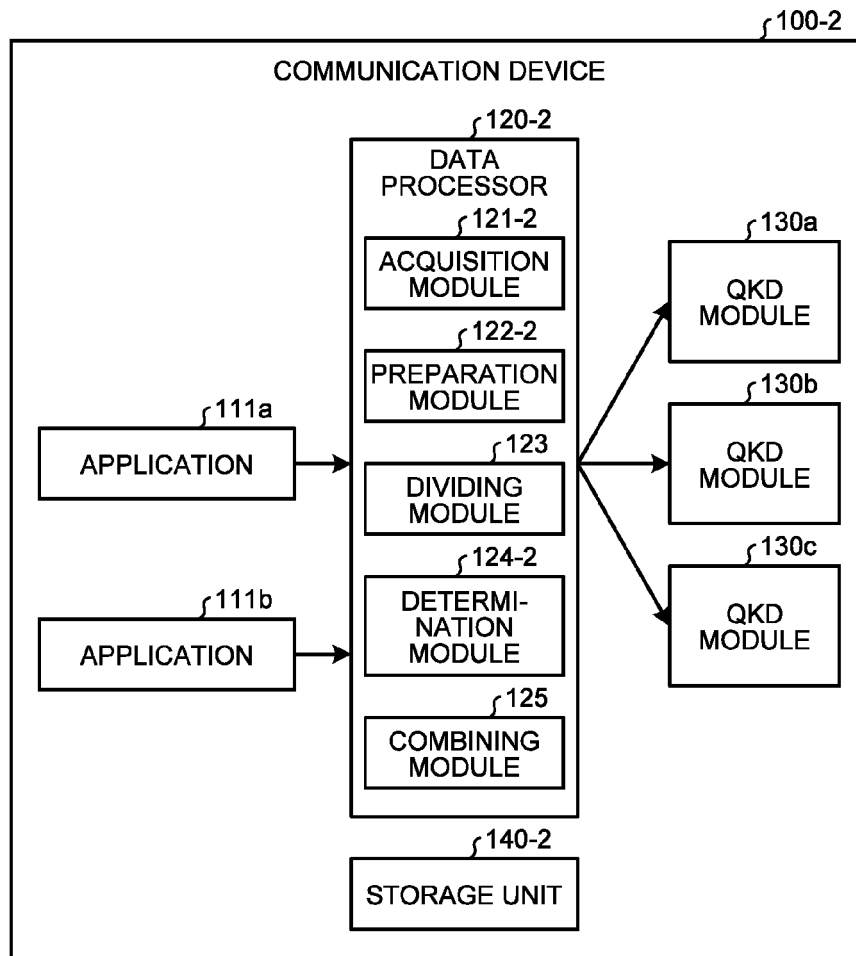 100-2
COMMUNICATION DEVICE
120-2
DATA
PROCESSOR
121-2
ACQUISITION
MODULE
122-2
PREPARATION
MODULE
123
DIVIDING
MODULE
124-2
DETERMI-
NATION
MODULE
125
COMBINING
MODULE
140-2
STORAGE UNIT
111a
APPLICATION
111b
APPLICATION
130a
QKD
MODULE
130b
QKD
MODULE
130c
QKD
MODULE